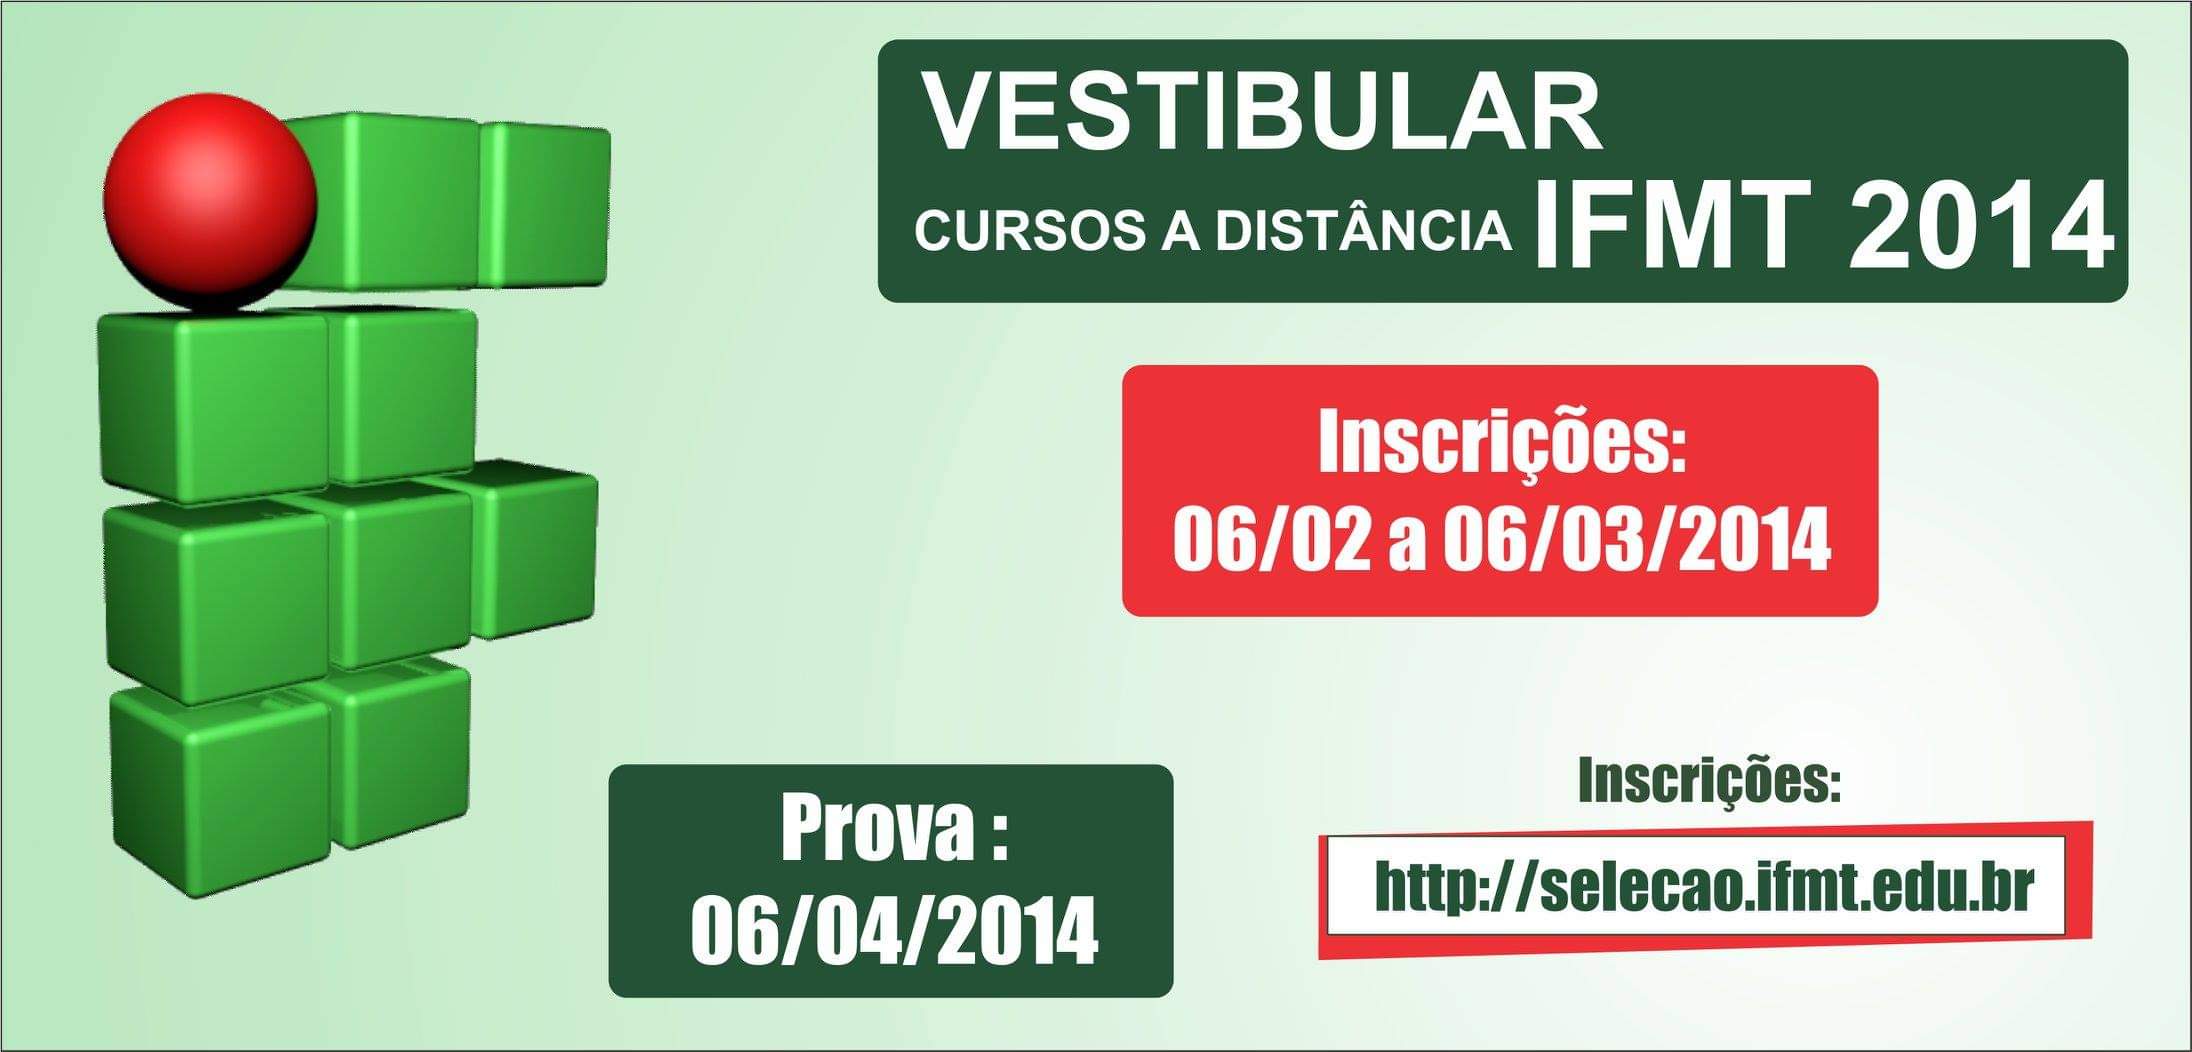 VESTIBULAR
CURSOS A DISTÂNCIA IFMT 2014
Inscrições:
06/02 a 06/03/2014
Prova :
06/04/2014
Inscrições:
http://selecao.ifmt.edu.br